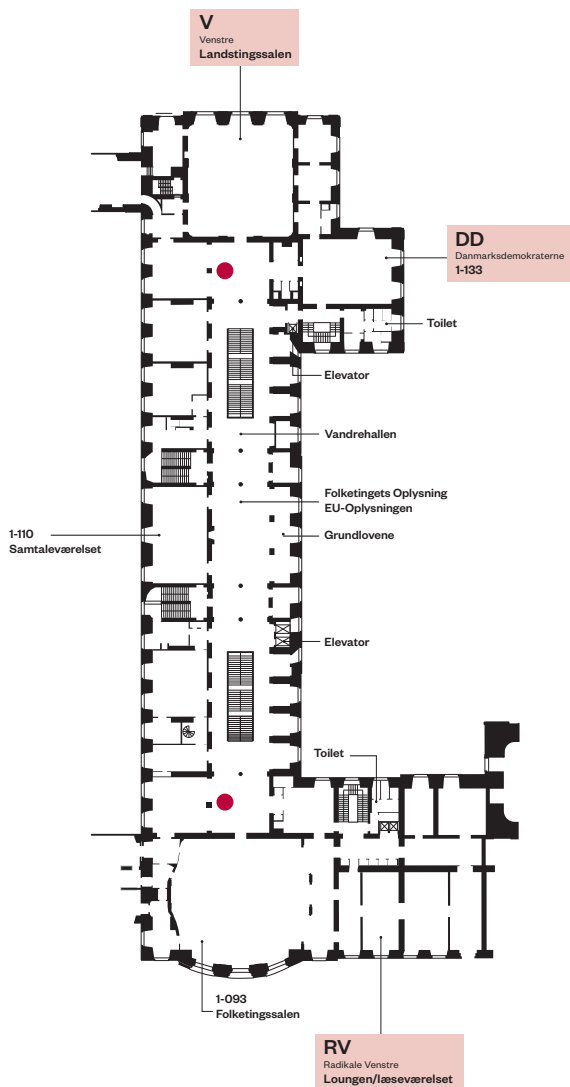 V
Venstre
Landstingssalen
DD
Danmarksdemokraterne
1-133
Toilet
Elevator
Vandrehallen
Folketingets Oplysning
EU-Oplysningen
1-110
Samtaleværelset
Grundlovene
Elevator
Toilet
1-093
Folketingssalen
RV
Radikale Venstre
Loungen/læseværelset